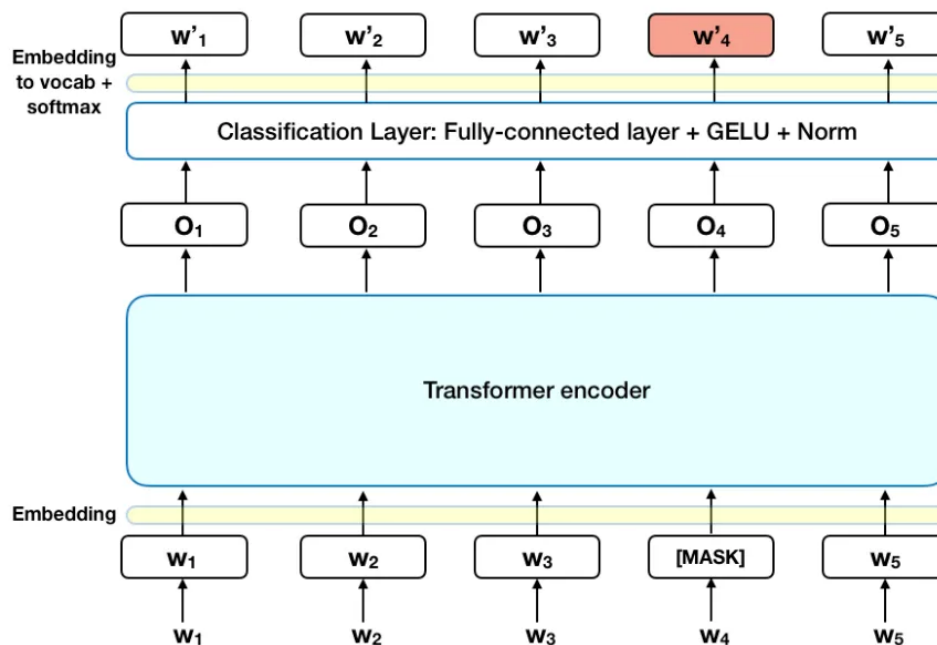 w’1 w’2 w’3 w’4 w’5
Embedding
to vocab +
softmax
Classification Layer: Fully-connected layer + GELU + Norm
O1 O2 O3 O4 O5
Transformer encoder
Embedding
W1 W2 W3 [MASK] W5
W1 W2 W3 W4 W5